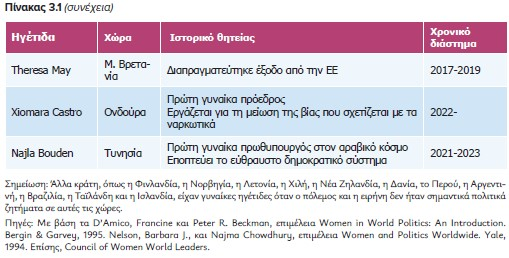 Πίνακας 3.1 (συνέχεια)
Ηγέτιδα Χώρα Ιστορικό θητείας Χρονικό διάστημα
Theresa May Μ. Βρετανία Διαπραγματεύτηκε έξοδο από την ΕΕ 2017-2019
Xiomara Castro Ονδούρα Πρώτη γυναίκα πρόεδρος
Εργάζεται για τη μείωση της βίας που σχετίζεται με τα
ναρκωτικά 2022-
Najla Bouden Τυνησία Πρώτη γυναίκα πρωθυπουργός στον αραβικό κόσμο
Εποπτεύει το εύθραυστο δημοκρατικό σύστημα 2021-2023
Σημείωση: Άλλα κράτη, όπως η Φινλανδία, η Νορβηγία, η Λετονία, η Χιλή, η Νέα Ζηλανδία, η Δανία, το Περού, η Αργεντι-
νή, η Βραζιλία, η Ταϊλάνδη και η Ισλανδία, είχαν γυναίκες ηγέτιδες όταν ο πόλεμος και η ειρήνη δεν ήταν σημαντικά πολιτικά
ζητήματα σε αυτές τις χώρες.
Πηγές: Με βάση τα D'Amico, Francine και Peter R. Beckman, επιμέλεια Women in World Politics: An Introduction.
Bergin & Garvey, 1995. Nelson, Barbara J., και Najma Chowdhury, επιμέλεια Women and Politics Worldwide. Yale,
1994. Επίσης, Council of Women World Leaders.